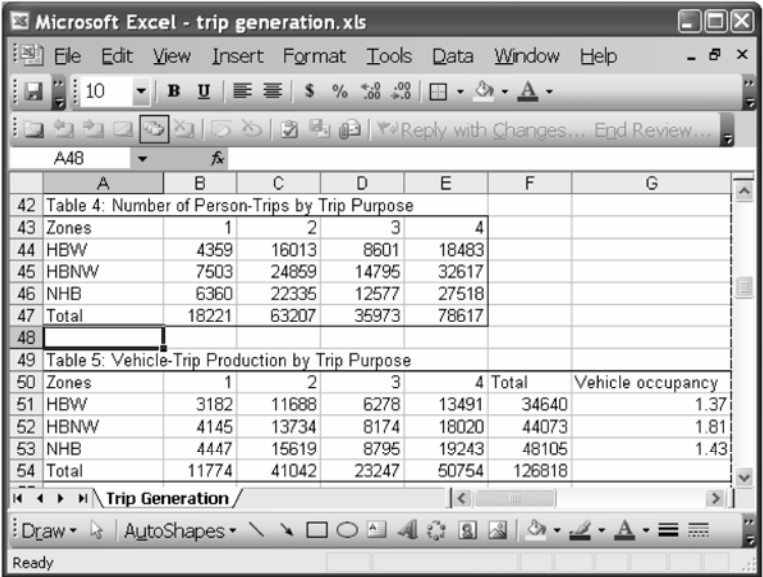 Microsoft Excel - trip generation.xls
File Edit View Insert Format Tools Data Window Help
10 B U $ % A
Reply with Changes... End Review...
A48 fx
A B C D E F G
42 Table 4: Number of Person-Trips by Trip Purpose
43 Zones 1 2 3 4
44 HBW 4359 16013 8601 18483
45 HBNW 7503 24859 14795 32617
46 NHB 6360 22335 12577 27518
47 Total 18221 63207 35973 78617
48
49 Table 5: Vehicle-Trip Production by Trip Purpose
50 Zones 1 2 3 4 Total Vehicle occupancy
51 HBW 3182 11688 6278 13491 34640 1.37
52 HBNW 4145 13734 8174 18020 44073 1.81
53 NHB 4447 15619 8795 19243 48105 1.43
54 Total 11774 41042 23247 50754 126818
Trip Generation
Draw AutoShapes A
Ready